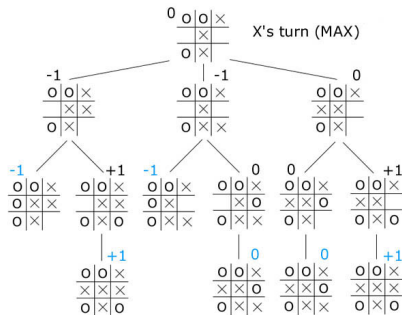 0
O O ×
×
O
X's turn (MAX)
-1 -1 0
O O × O O × O O ×
× × × × ×
O O × O
-1 +1 -1 0 0 +1
O O × O O × O O × O O × O O × O O ×
O × × × × O × × O × × O × ×
O O O O × O × O O O
+1 0 0 +1
O O × O O × O O × O O ×
× × × × × O × × O × × ×
O O O × O × O O